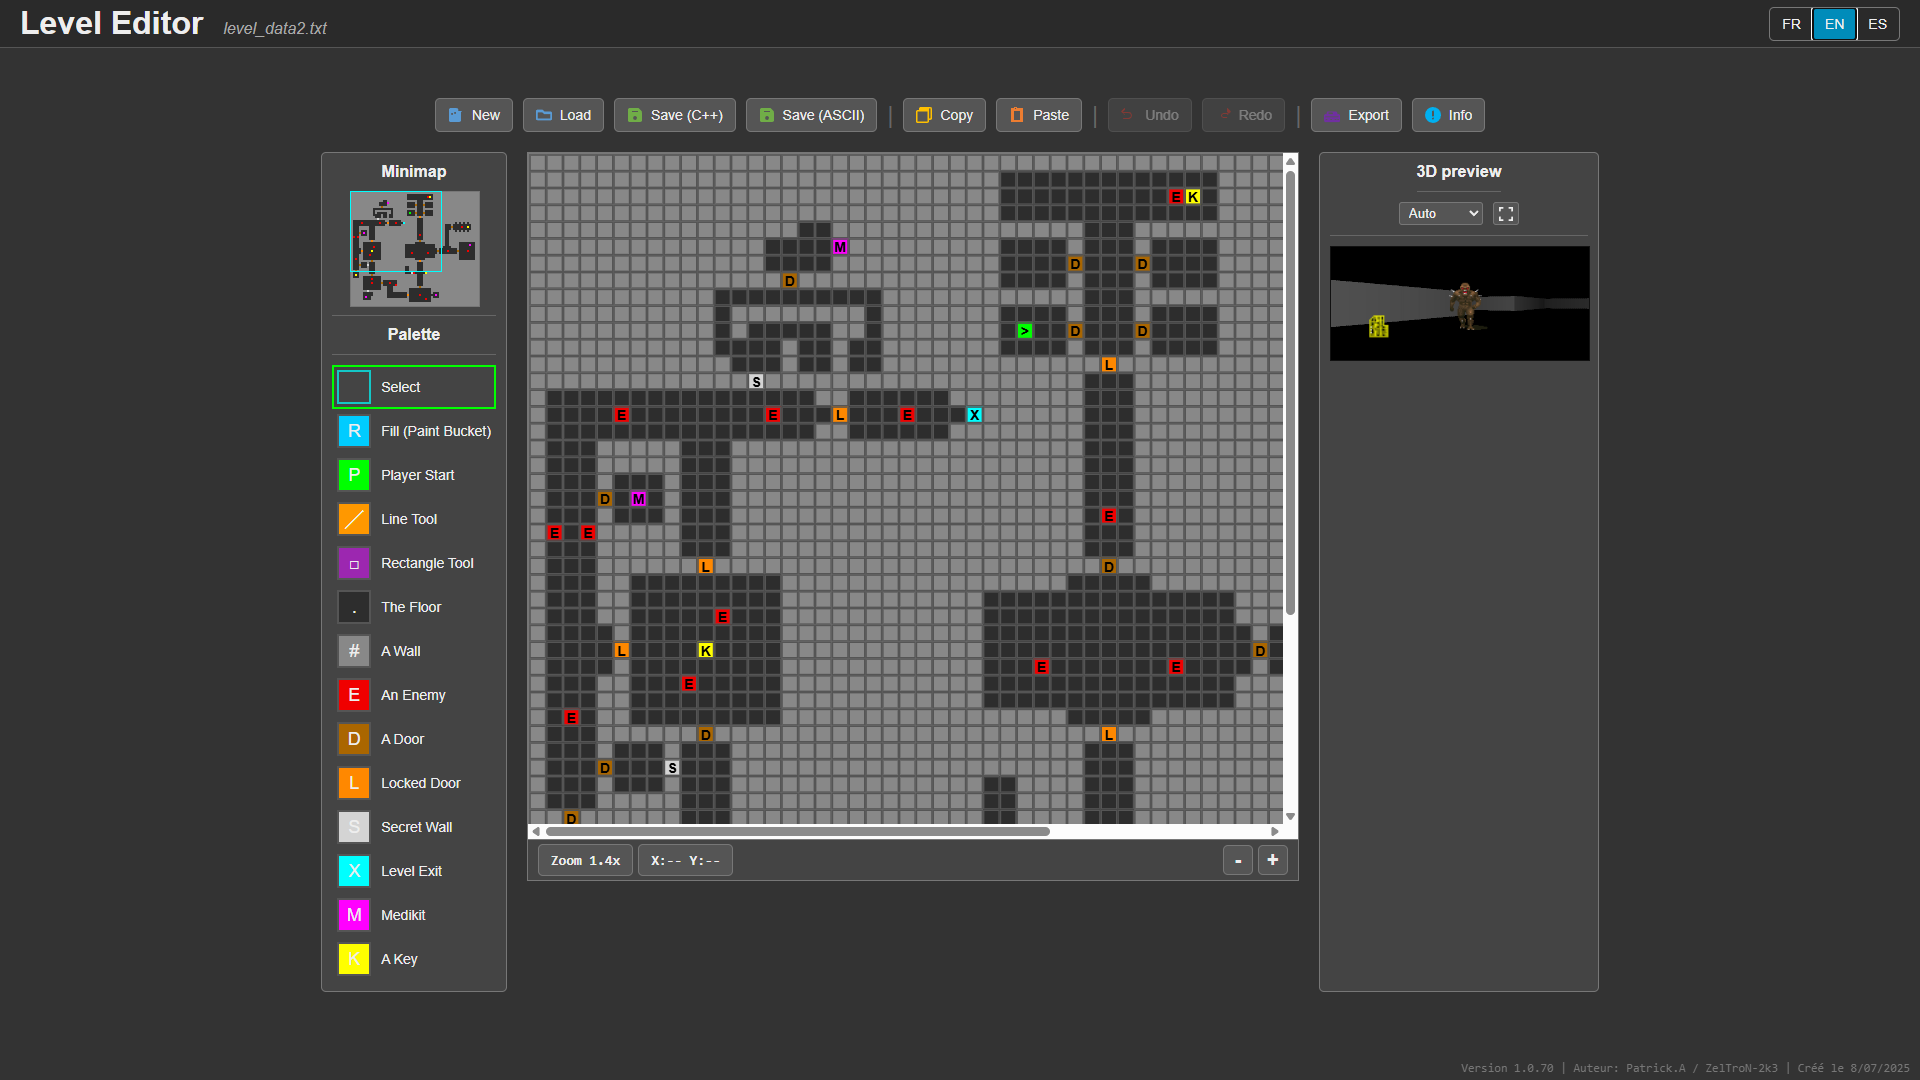 Level Editor level_data2.txt
FR EN ES
New Load Save (C++) Save (ASCII) | Copy Paste | Undo Redo | Export Info
Minimap
Palette
Select
R Fill (Paint Bucket)
P Player Start
Line Tool
Rectangle Tool
. The Floor
# A Wall
E An Enemy
D A Door
L Locked Door
S Secret Wall
X Level Exit
M Medikit
K A Key
E K
M
D D
D
> D D
L
S
E E L E X
D M
E
E E
L D
E
L K D
E E
E
E
D L
D S
D
Zoom 1.4x X:-- Y:-- - +
3D preview
Auto
Version 1.0.70 | Auteur: Patrick.A / ZelTroN-2k3 | Créé le 8/07/2025